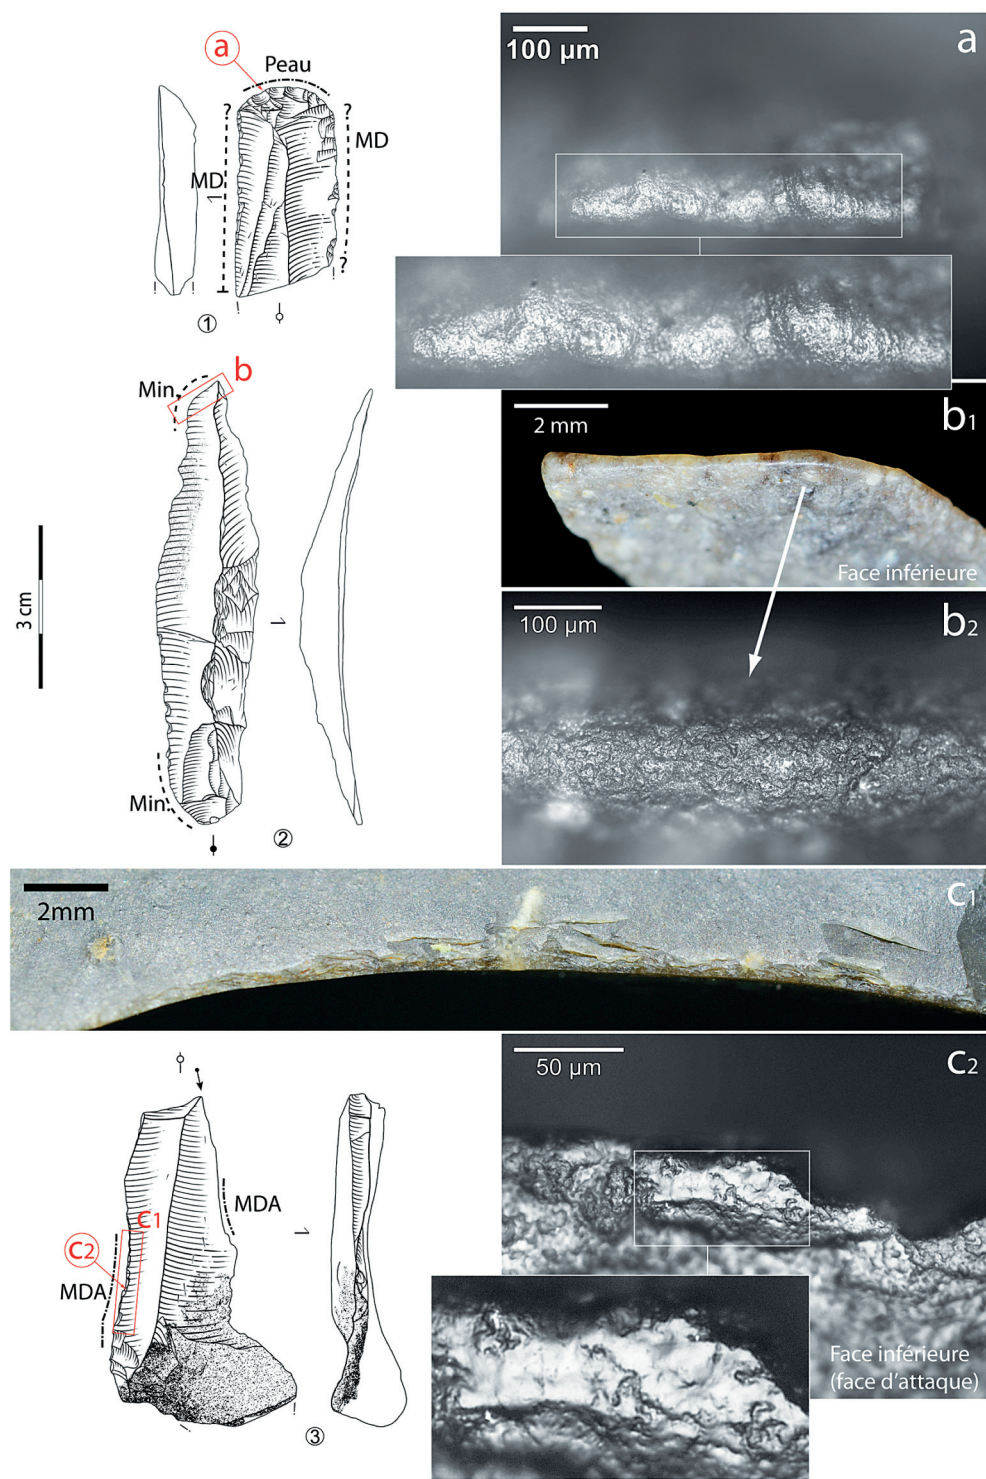 a
Peau
?
?
MD
MD
?
1
a
100 µm
b
Min.
b1
2 mm
Face inférieure
3 cm
b2
100 µm
Min.
2
c1
2mm
c2
50 µm
MDA
C1
C2
MDA
Face inférieure
(face d'attaque)
3